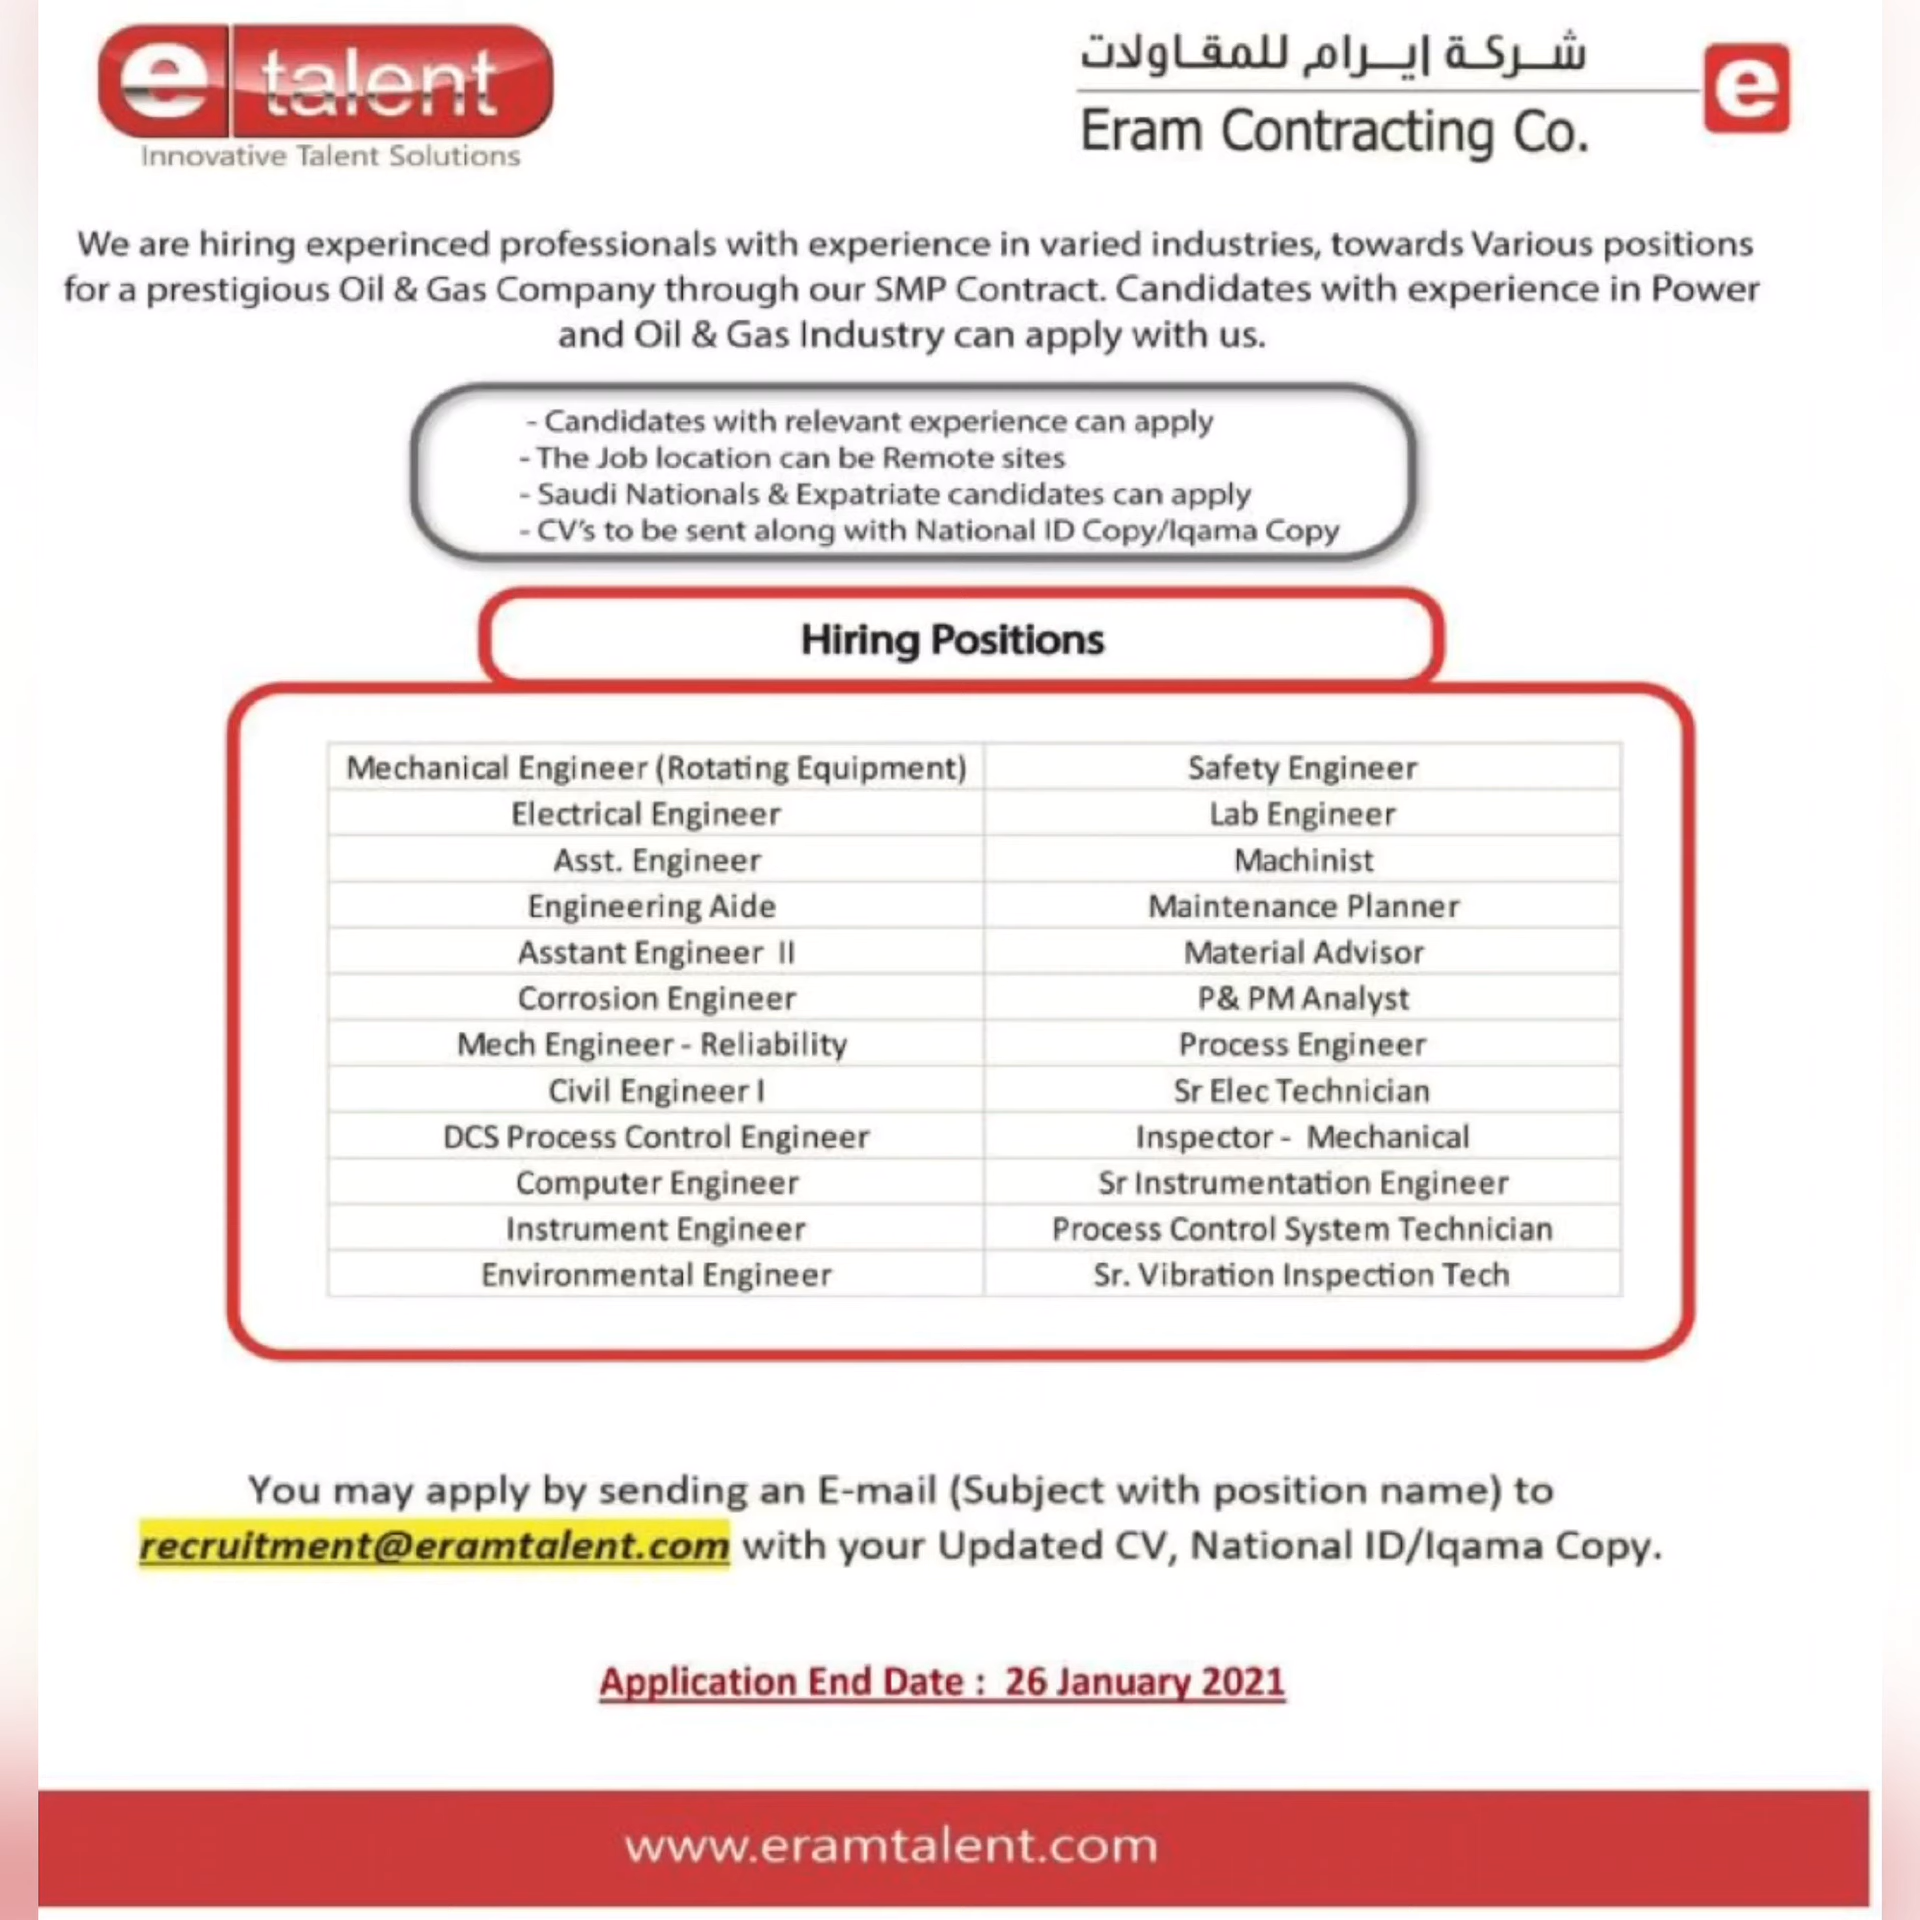 e talent
Innovative Talent Solutions
شركة إيرام للمقاولات
Eram Contracting Co.
e
We are hiring experinced professionals with experience in varied industries, towards Various positions
for a prestigious Oil & Gas Company through our SMP Contract. Candidates with experience in Power
and Oil & Gas Industry can apply with us.
- Candidates with relevant experience can apply
- The Job location can be Remote sites
- Saudi Nationals & Expatriate candidates can apply
- CV's to be sent along with National ID Copy/Iqama Copy
Hiring Positions
Mechanical Engineer (Rotating Equipment) Safety Engineer
Electrical Engineer Lab Engineer
Asst. Engineer Machinist
Engineering Aide Maintenance Planner
Asstant Engineer II Material Advisor
Corrosion Engineer P& PM Analyst
Mech Engineer - Reliability Process Engineer
Civil Engineer I Sr Elec Technician
DCS Process Control Engineer Inspector - Mechanical
Computer Engineer Sr Instrumentation Engineer
Instrument Engineer Process Control System Technician
Environmental Engineer Sr. Vibration Inspection Tech
You may apply by sending an E-mail (Subject with position name) to
recruitment@eramtalent.com with your Updated CV, National ID/Iqama Copy.
Application End Date : 26 January 2021
www.eramtalent.com